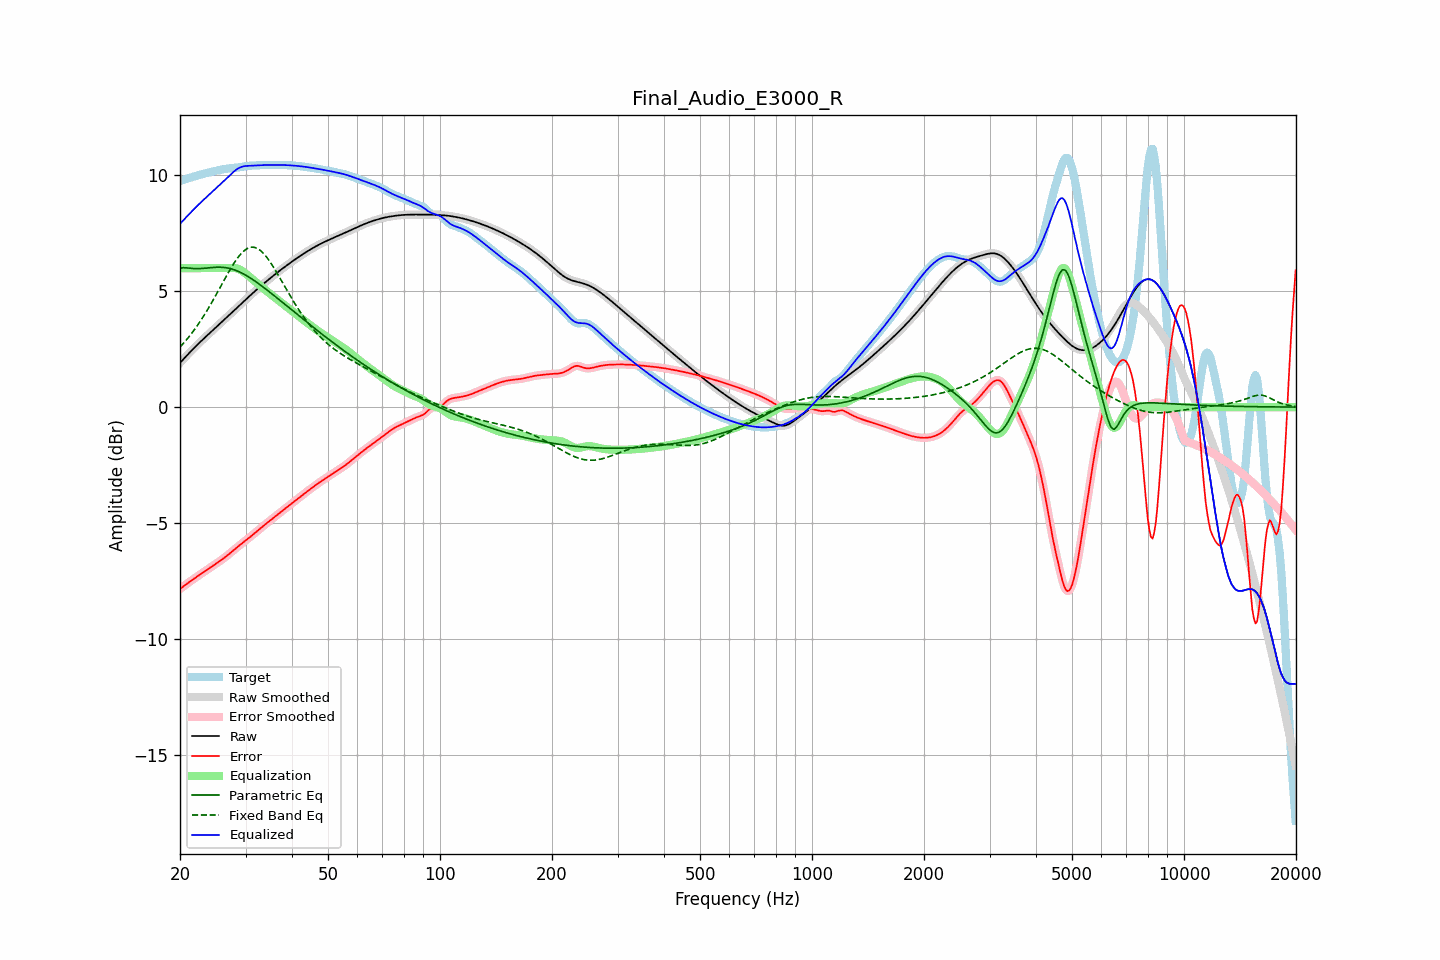 Final_Audio_E3000_R
Amplitude (dBr)
10
5
0
−5
−10
−15
Target
Raw Smoothed
Error Smoothed
Raw
Error
Equalization
Parametric Eq
Fixed Band Eq
Equalized
20 50 100 200 500 1000 2000 5000 10000 20000
Frequency (Hz)